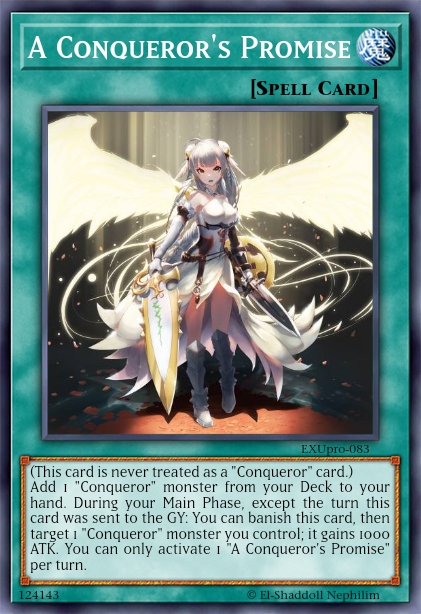 A Conqueror's Promise
魔
[Spell Card]
EXUpro-083
(This card is never treated as a "Conqueror" card.)
Add 1 "Conqueror" monster from your Deck to your
hand. During your Main Phase, except the turn this
card was sent to the GY: You can banish this card, then
target 1 "Conqueror" monster you control; it gains 1000
ATK. You can only activate 1 "A Conqueror's Promise"
per turn.
124143
© El-Shaddoll Nephilim